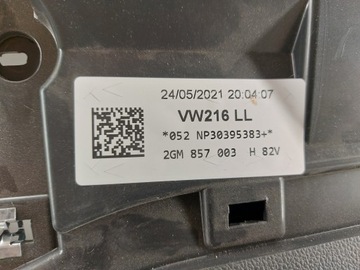 24/05/2021 20:04:07
VW216 LL
*052 NP30395383+*
2GM 857 003 H 82V